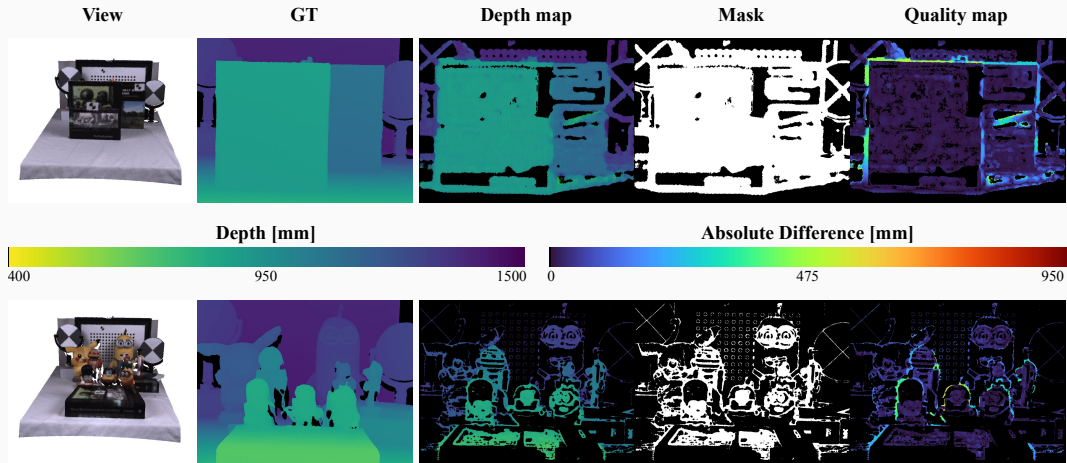 View GT Depth map Mask Quality map
Depth [mm] Absolute Difference [mm]
400 950 1500 0 475 950